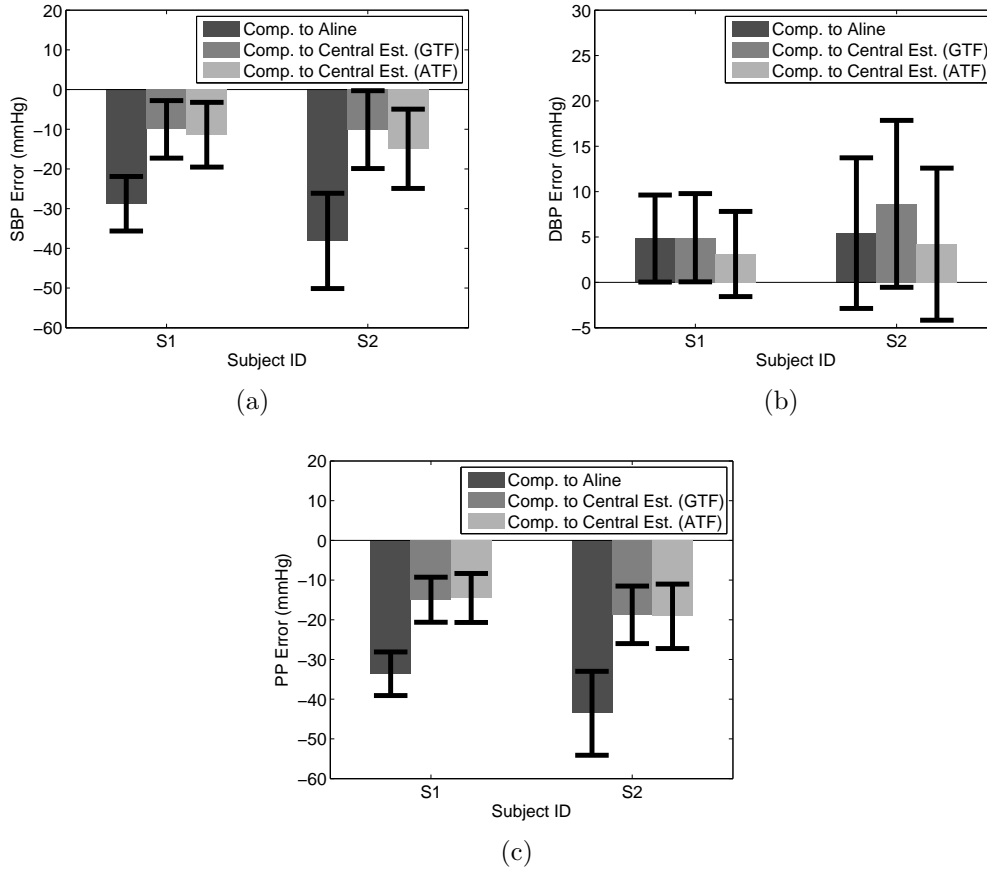 20
10
0
−10
−20
−30
−40
−50
−60
SBP Error (mmHg)
Comp. to Aline
Comp. to Central Est. (GTF)
Comp. to Central Est. (ATF)
S1 S2
Subject ID
(a)
30
25
20
15
10
5
0
−5
DBP Error (mmHg)
Comp. to Aline
Comp. to Central Est. (GTF)
Comp. to Central Est. (ATF)
S1 S2
Subject ID
(b)
20
10
0
−10
−20
−30
−40
−50
−60
PP Error (mmHg)
Comp. to Aline
Comp. to Central Est. (GTF)
Comp. to Central Est. (ATF)
S1 S2
Subject ID
(c)